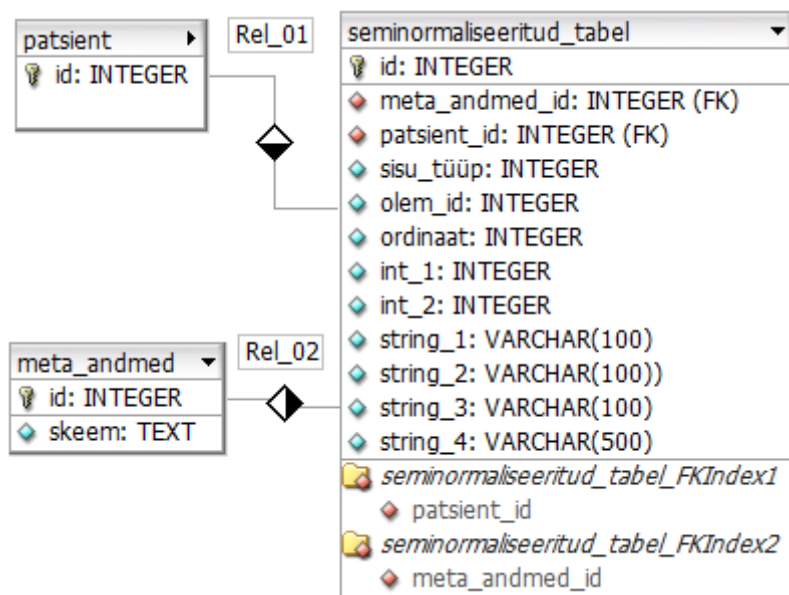 patsient
id: INTEGER
Rel_01
seminormaliseeritud_tabel
id: INTEGER
meta_andmed_id: INTEGER (FK)
patsient_id: INTEGER (FK)
sisu_tüüp: INTEGER
olem_id: INTEGER
ordinaat: INTEGER
int_1: INTEGER
int_2: INTEGER
string_1: VARCHAR(100)
string_2: VARCHAR(100))
string_3: VARCHAR(100)
string_4: VARCHAR(500)
seminormaliseeritud_tabel_FKIndex1
patsient_id
seminormaliseeritud_tabel_FKIndex2
meta_andmed_id
meta_andmed
id: INTEGER
skeem: TEXT
Rel_02